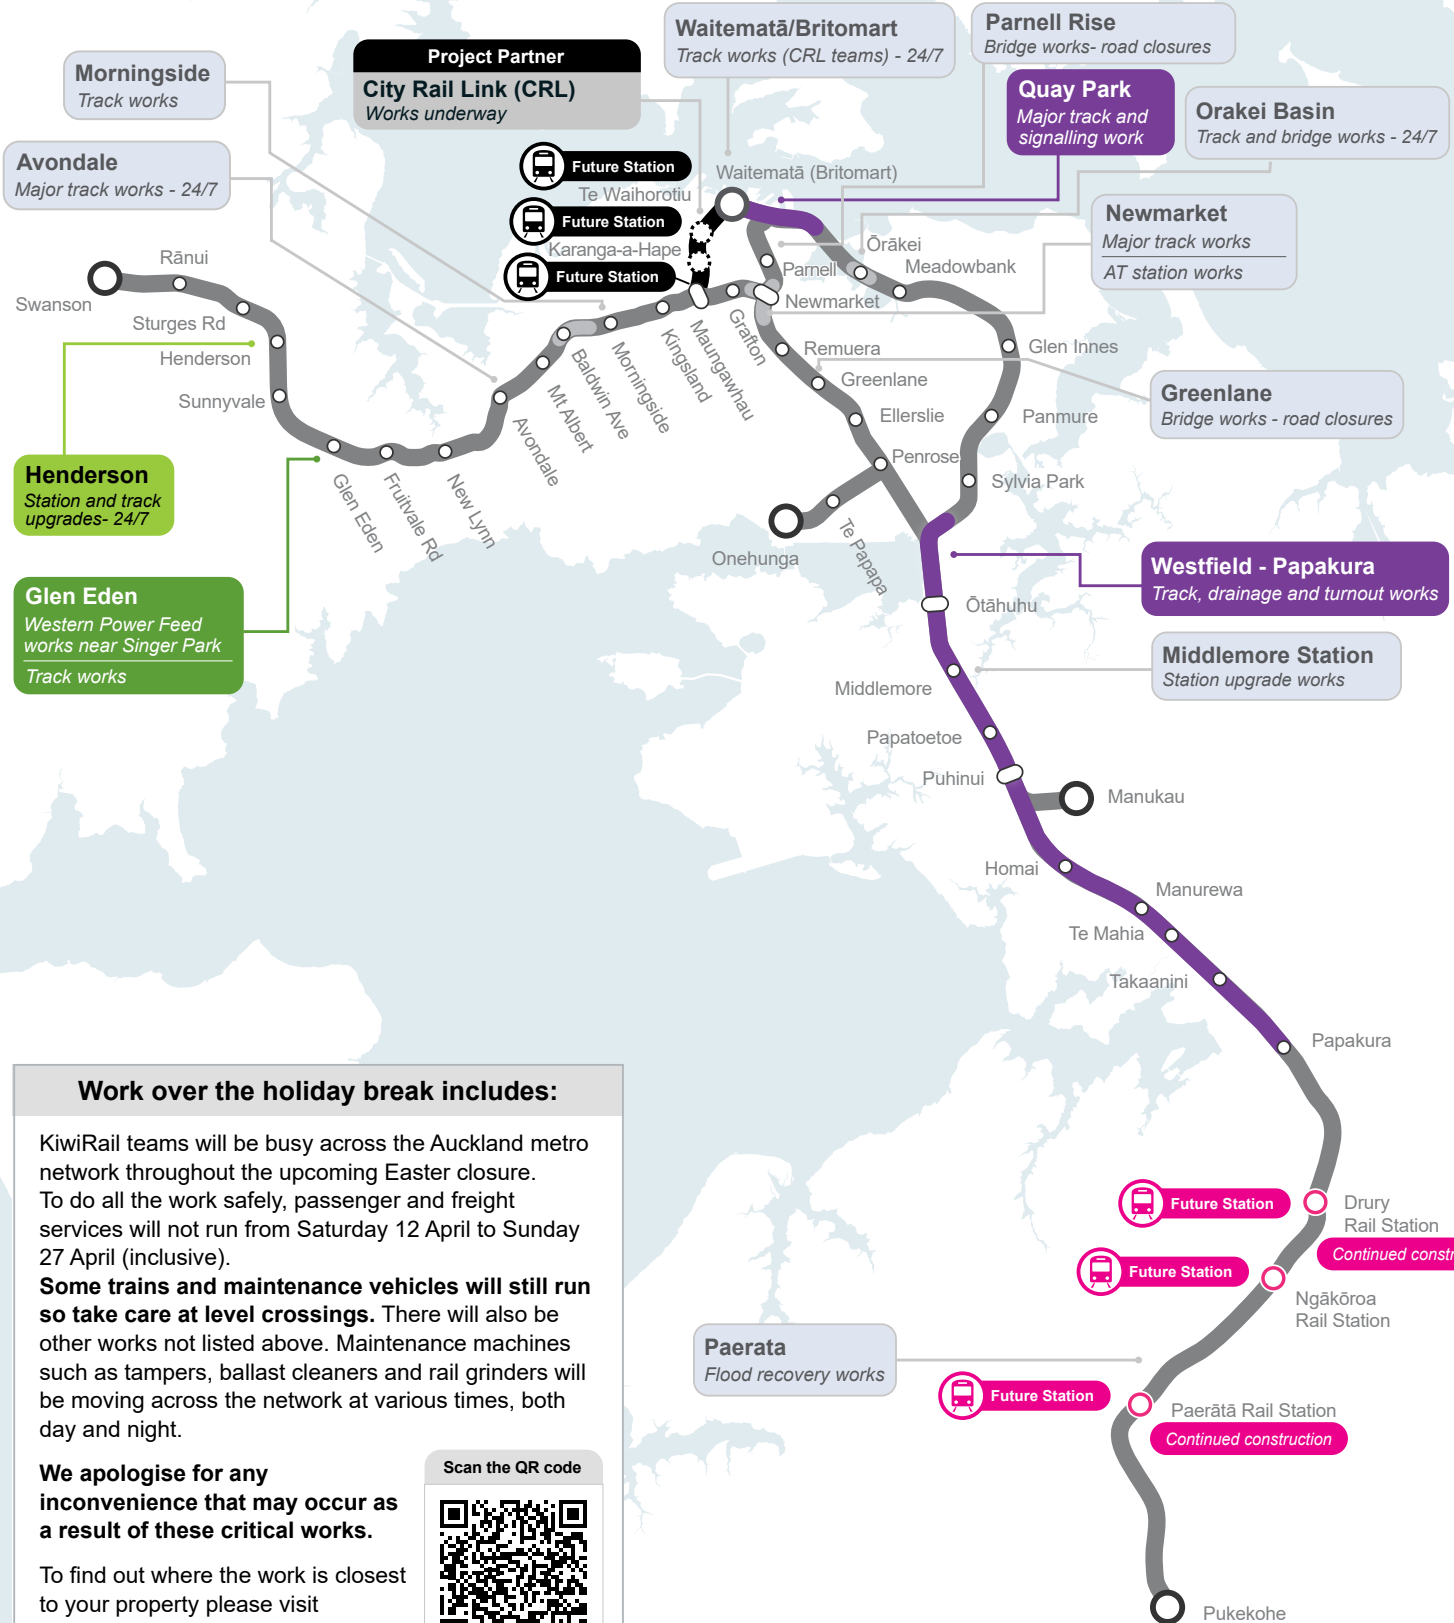 Waitematā/Britomart
Track works (CRL teams) - 24/7
Parnell Rise
Bridge works- road closures
Morningside
Track works
Project Partner
City Rail Link (CRL)
Works underway
Quay Park
Major track and
signalling work
Orakei Basin
Track and bridge works - 24/7
Avondale
Major track works - 24/7
Newmarket
Major track works
AT station works
Future Station
Te Waihorotiu
Future Station
Karanga-a-Hape
Future Station
Waitematā (Britomart)
Ōrākei
Meadowbank
Parnell
Newmarket
Rānui
Swanson
Sturges Rd
Henderson
Sunnyvale
Glen Eden
Fruitvale Rd
New Lynn
Avondale
Mt Albert
Baldwin Ave
Morningside
Kingsland
Maungawhau
Grafton
Remuera
Greenlane
Ellerslie
Penrose
Glen Innes
Panmure
Sylvia Park
Te Papapa
Onehunga
Greenlane
Bridge works - road closures
Henderson
Station and track
upgrades- 24/7
Glen Eden
Western Power Feed
works near Singer Park
Track works
Westfield - Papakura
Track, drainage and turnout works
Ōtāhuhu
Middlemore Station
Station upgrade works
Middlemore
Papatoetoe
Puhinui
Manukau
Homai
Manurewa
Te Mahia
Takaanini
Papakura
Future Station
Drury
Rail Station
Continued constr
Future Station
Ngākōroa
Rail Station
Paerata
Flood recovery works
Future Station
Paerātā Rail Station
Continued construction
Pukekohe
Work over the holiday break includes:
KiwiRail teams will be busy across the Auckland metro
network throughout the upcoming Easter closure.
To do all the work safely, passenger and freight
services will not run from Saturday 12 April to Sunday
27 April (inclusive).
Some trains and maintenance vehicles will still run
so take care at level crossings. There will also be
other works not listed above. Maintenance machines
such as tampers, ballast cleaners and rail grinders will
be moving across the network at various times, both
day and night.
We apologise for any
inconvenience that may occur as
a result of these critical works.
To find out where the work is closest
to your property please visit
Scan the QR code